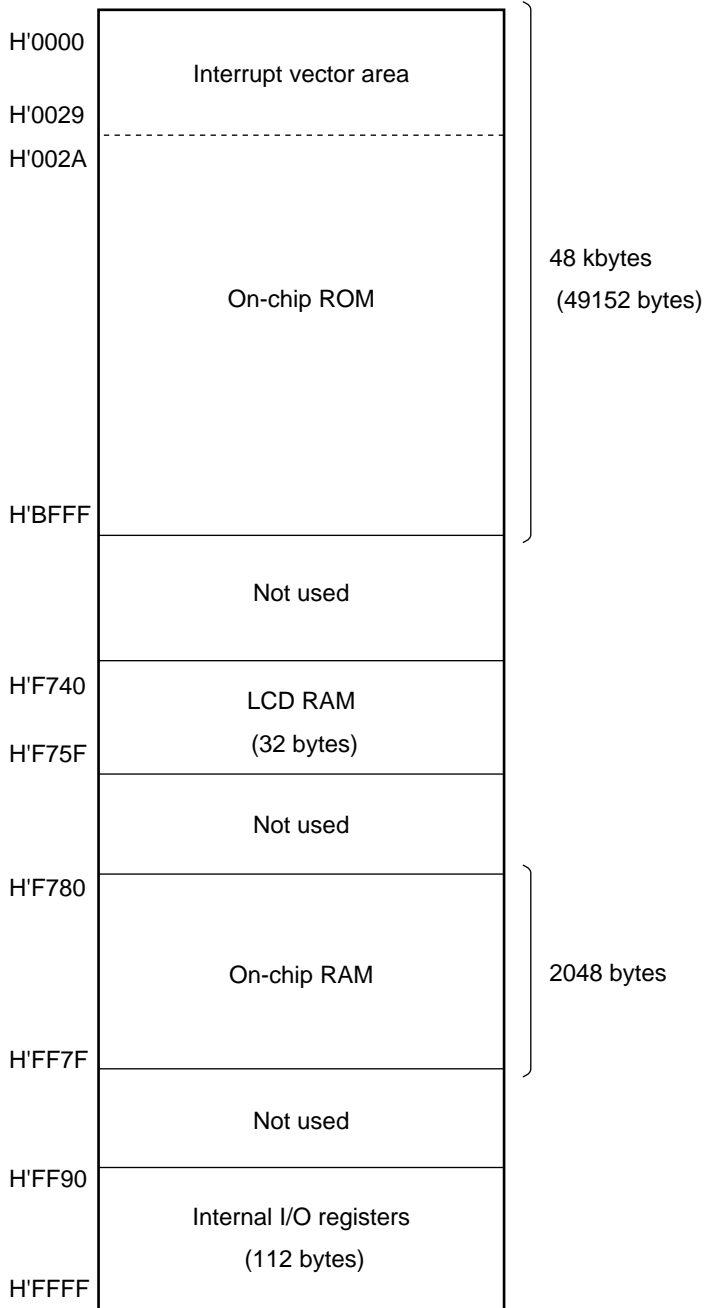 H'0000
Interrupt vector area
H'0029
H'002A
48 kbytes
(49152 bytes)
On-chip ROM
H'BFFF
Not used
H'F740
LCD RAM
(32 bytes)
H'F75F
Not used
H'F780
On-chip RAM
2048 bytes
H'FF7F
Not used
H'FF90
Internal I/O registers
(112 bytes)
H'FFFF